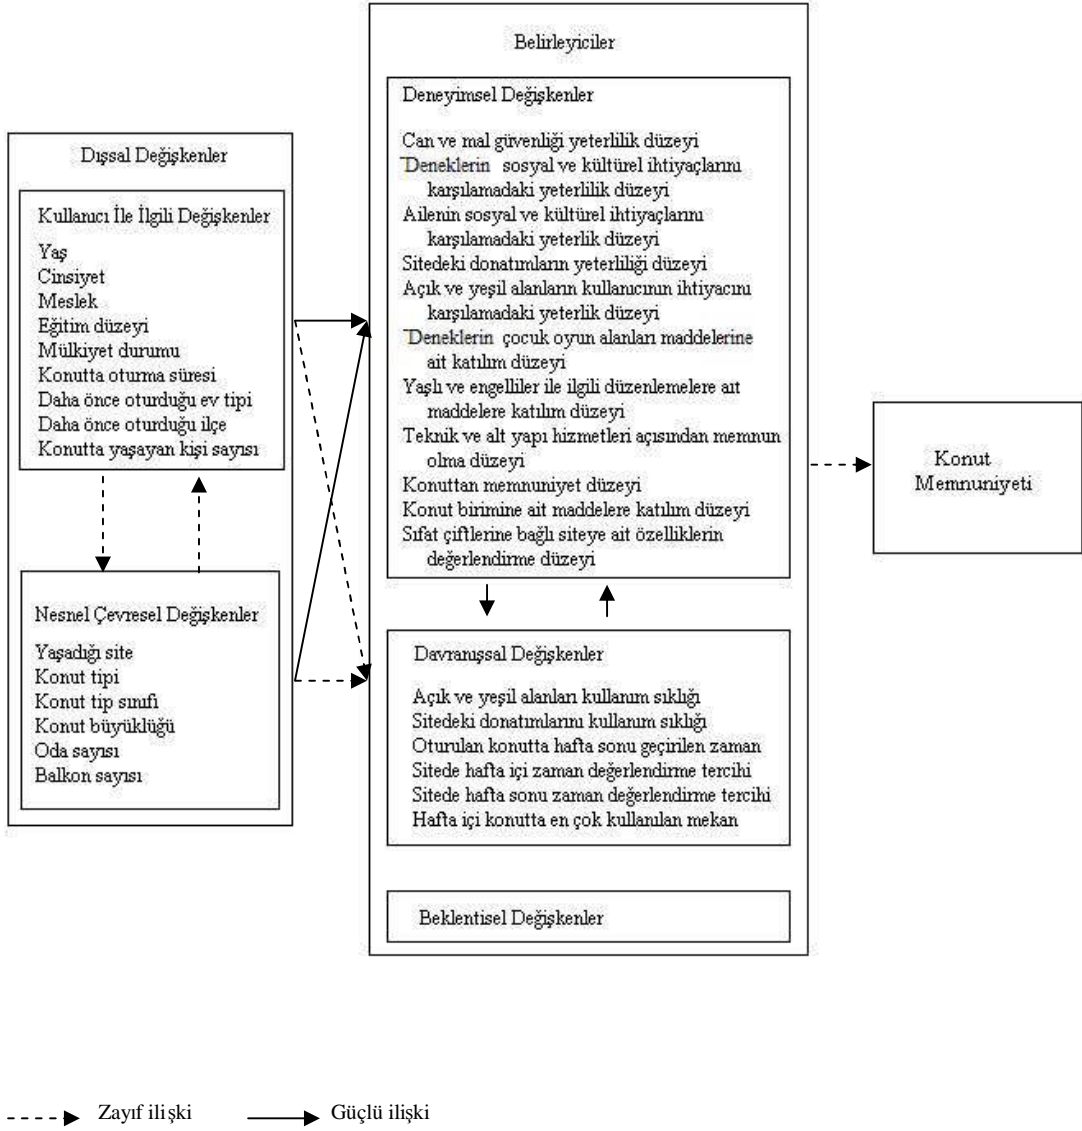 Dışsal Değişkenler
Kullanıcı İle İlgili Değişkenler
Yaş
Cinsiyet
Meslek
Eğitim düzeyi
Mülkiyet durumu
Konutta oturma süresi
Daha önce oturduğu ev tipi
Daha önce oturduğu ilçe
Konutta yaşayan kişi sayısı
Nesnel Çevresel Değişkenler
Yaşadığı site
Konut tipi
Konut tip sınıfı
Konut büyüklüğü
Oda sayısı
Balkon sayısı
Belirleyiciler
Deneyimsel Değişkenler
Can ve mal güvenliği yeterlilik düzeyi
Deneklerin sosyal ve kültürel ihtiyaçlarını
karşılamadaki yeterlilik düzeyi
Ailenin sosyal ve kültürel ihtiyaçlarını
karşılamadaki yeterlik düzeyi
Sitedeki donatımların yeterliliği düzeyi
Açık ve yeşil alanların kullanıcının ihtiyacını
karşılamadaki yeterlik düzeyi
Deneklerin çocuk oyun alanları maddelerine
ait katılım düzeyi
Yaşlı ve engelliler ile ilgili düzenlemelere ait
maddelere katılım düzeyi
Teknik ve alt yapı hizmetleri açısından memnun
olma düzeyi
Konuttan memnuniyet düzeyi
Konut birimine ait maddelere katılım düzeyi
Sıfat çiftlerine bağlı siteye ait özelliklerin
değerlendirme düzeyi
Davranışsal Değişkenler
Açık ve yeşil alanları kullanım sıklığı
Sitedeki donatımlarını kullanım sıklığı
Oturulan konutta hafta sonu geçirilen zaman
Sitede hafta içi zaman değerlendirme tercihi
Sitede hafta sonu zaman değerlendirme tercihi
Hafta içi konutta en çok kullanılan mekan
Beklentisel Değişkenler
Konut
Memnuniyeti
Zayıf ilişki
Güçlü ilişki